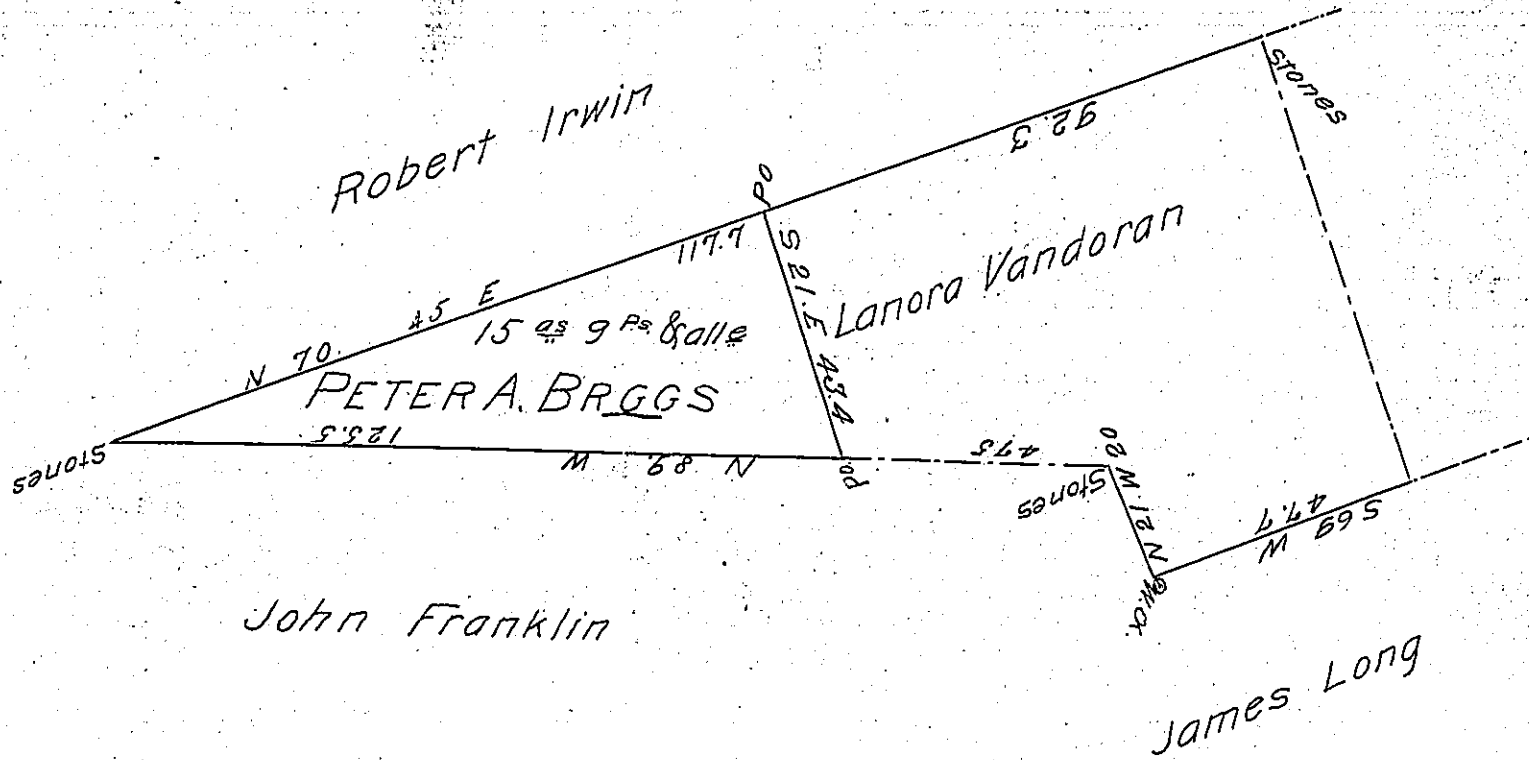 Robert Irwin
Stones
92.3
Po
117.7
Lanora Vandoran
S 21. E 43.4
N 70. 45 E
15 as 9 Ps. & alle
PETER A. BRGGS
125.5
Stones
N 89. W
Po
47.5
Stones
N 21 W 20
W.O.
S 69 W
47.7
John Franklin
James Long